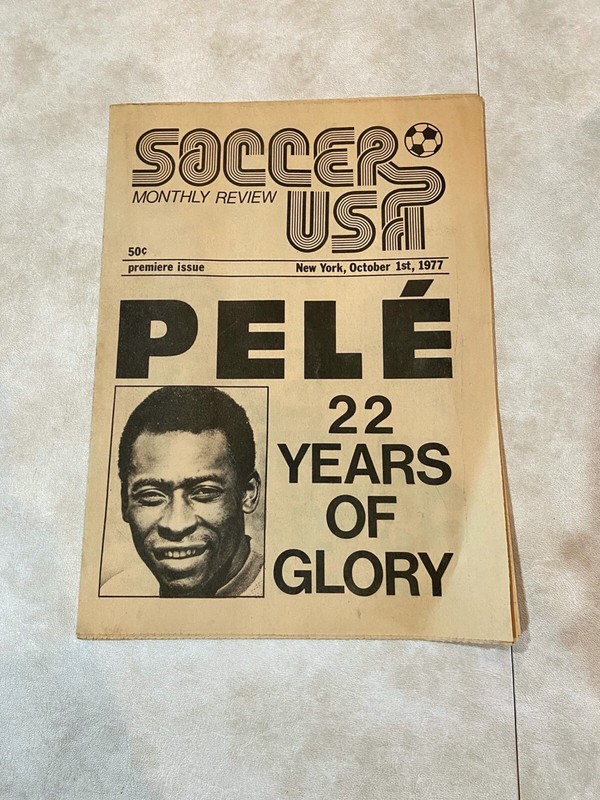 SOCCER
MONTHLY REVIEW
USA
50¢
premiere issue
New York, October 1st, 1977
PELÉ
22
YEARS
OF
GLORY